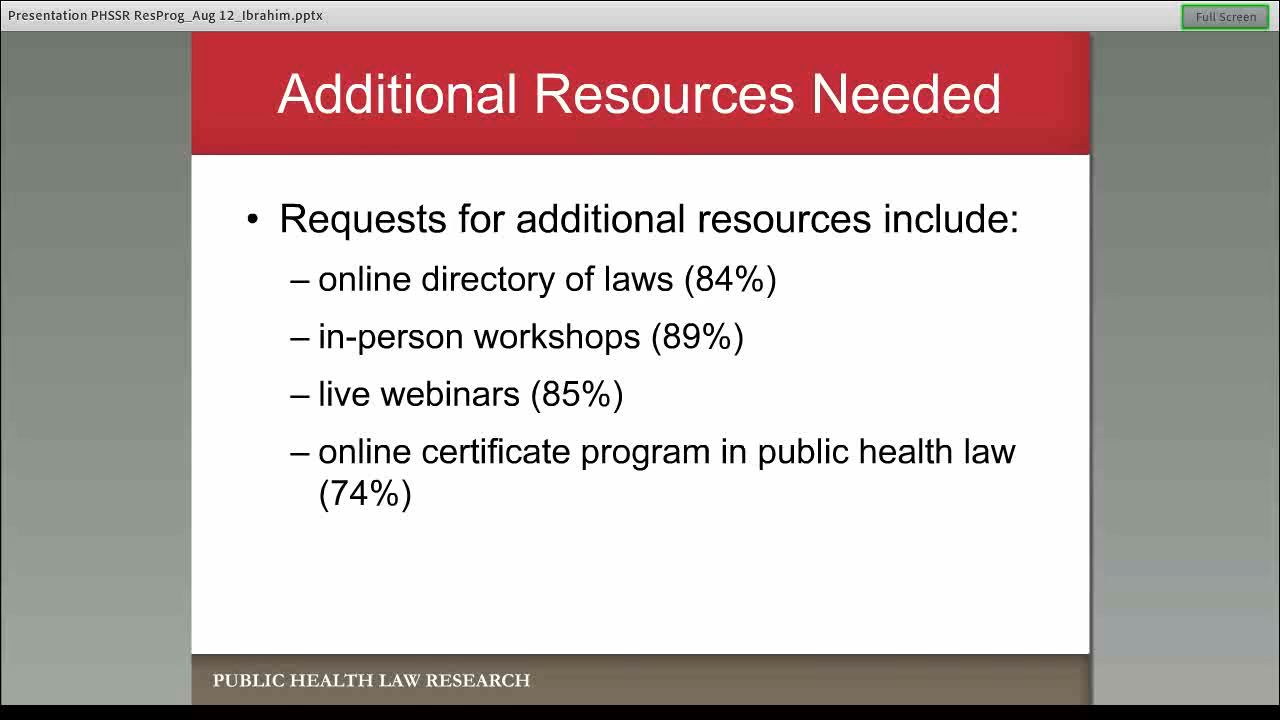 Presentation PHSSR ResProg_Aug 12_Ibrahim.pptx
Full Screen
Additional Resources Needed
• Requests for additional resources include:
– online directory of laws (84%)
– in-person workshops (89%)
– live webinars (85%)
– online certificate program in public health law
(74%)
PUBLIC HEALTH LAW RESEARCH